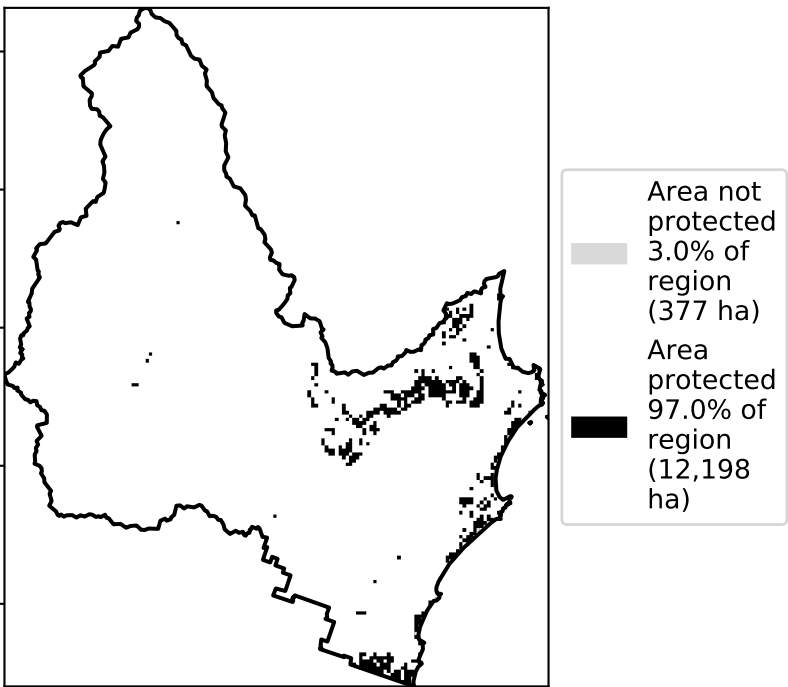 Area not
protected
3.0% of
region
(377 ha)
Area
protected
97.0% of
region
(12,198
ha)